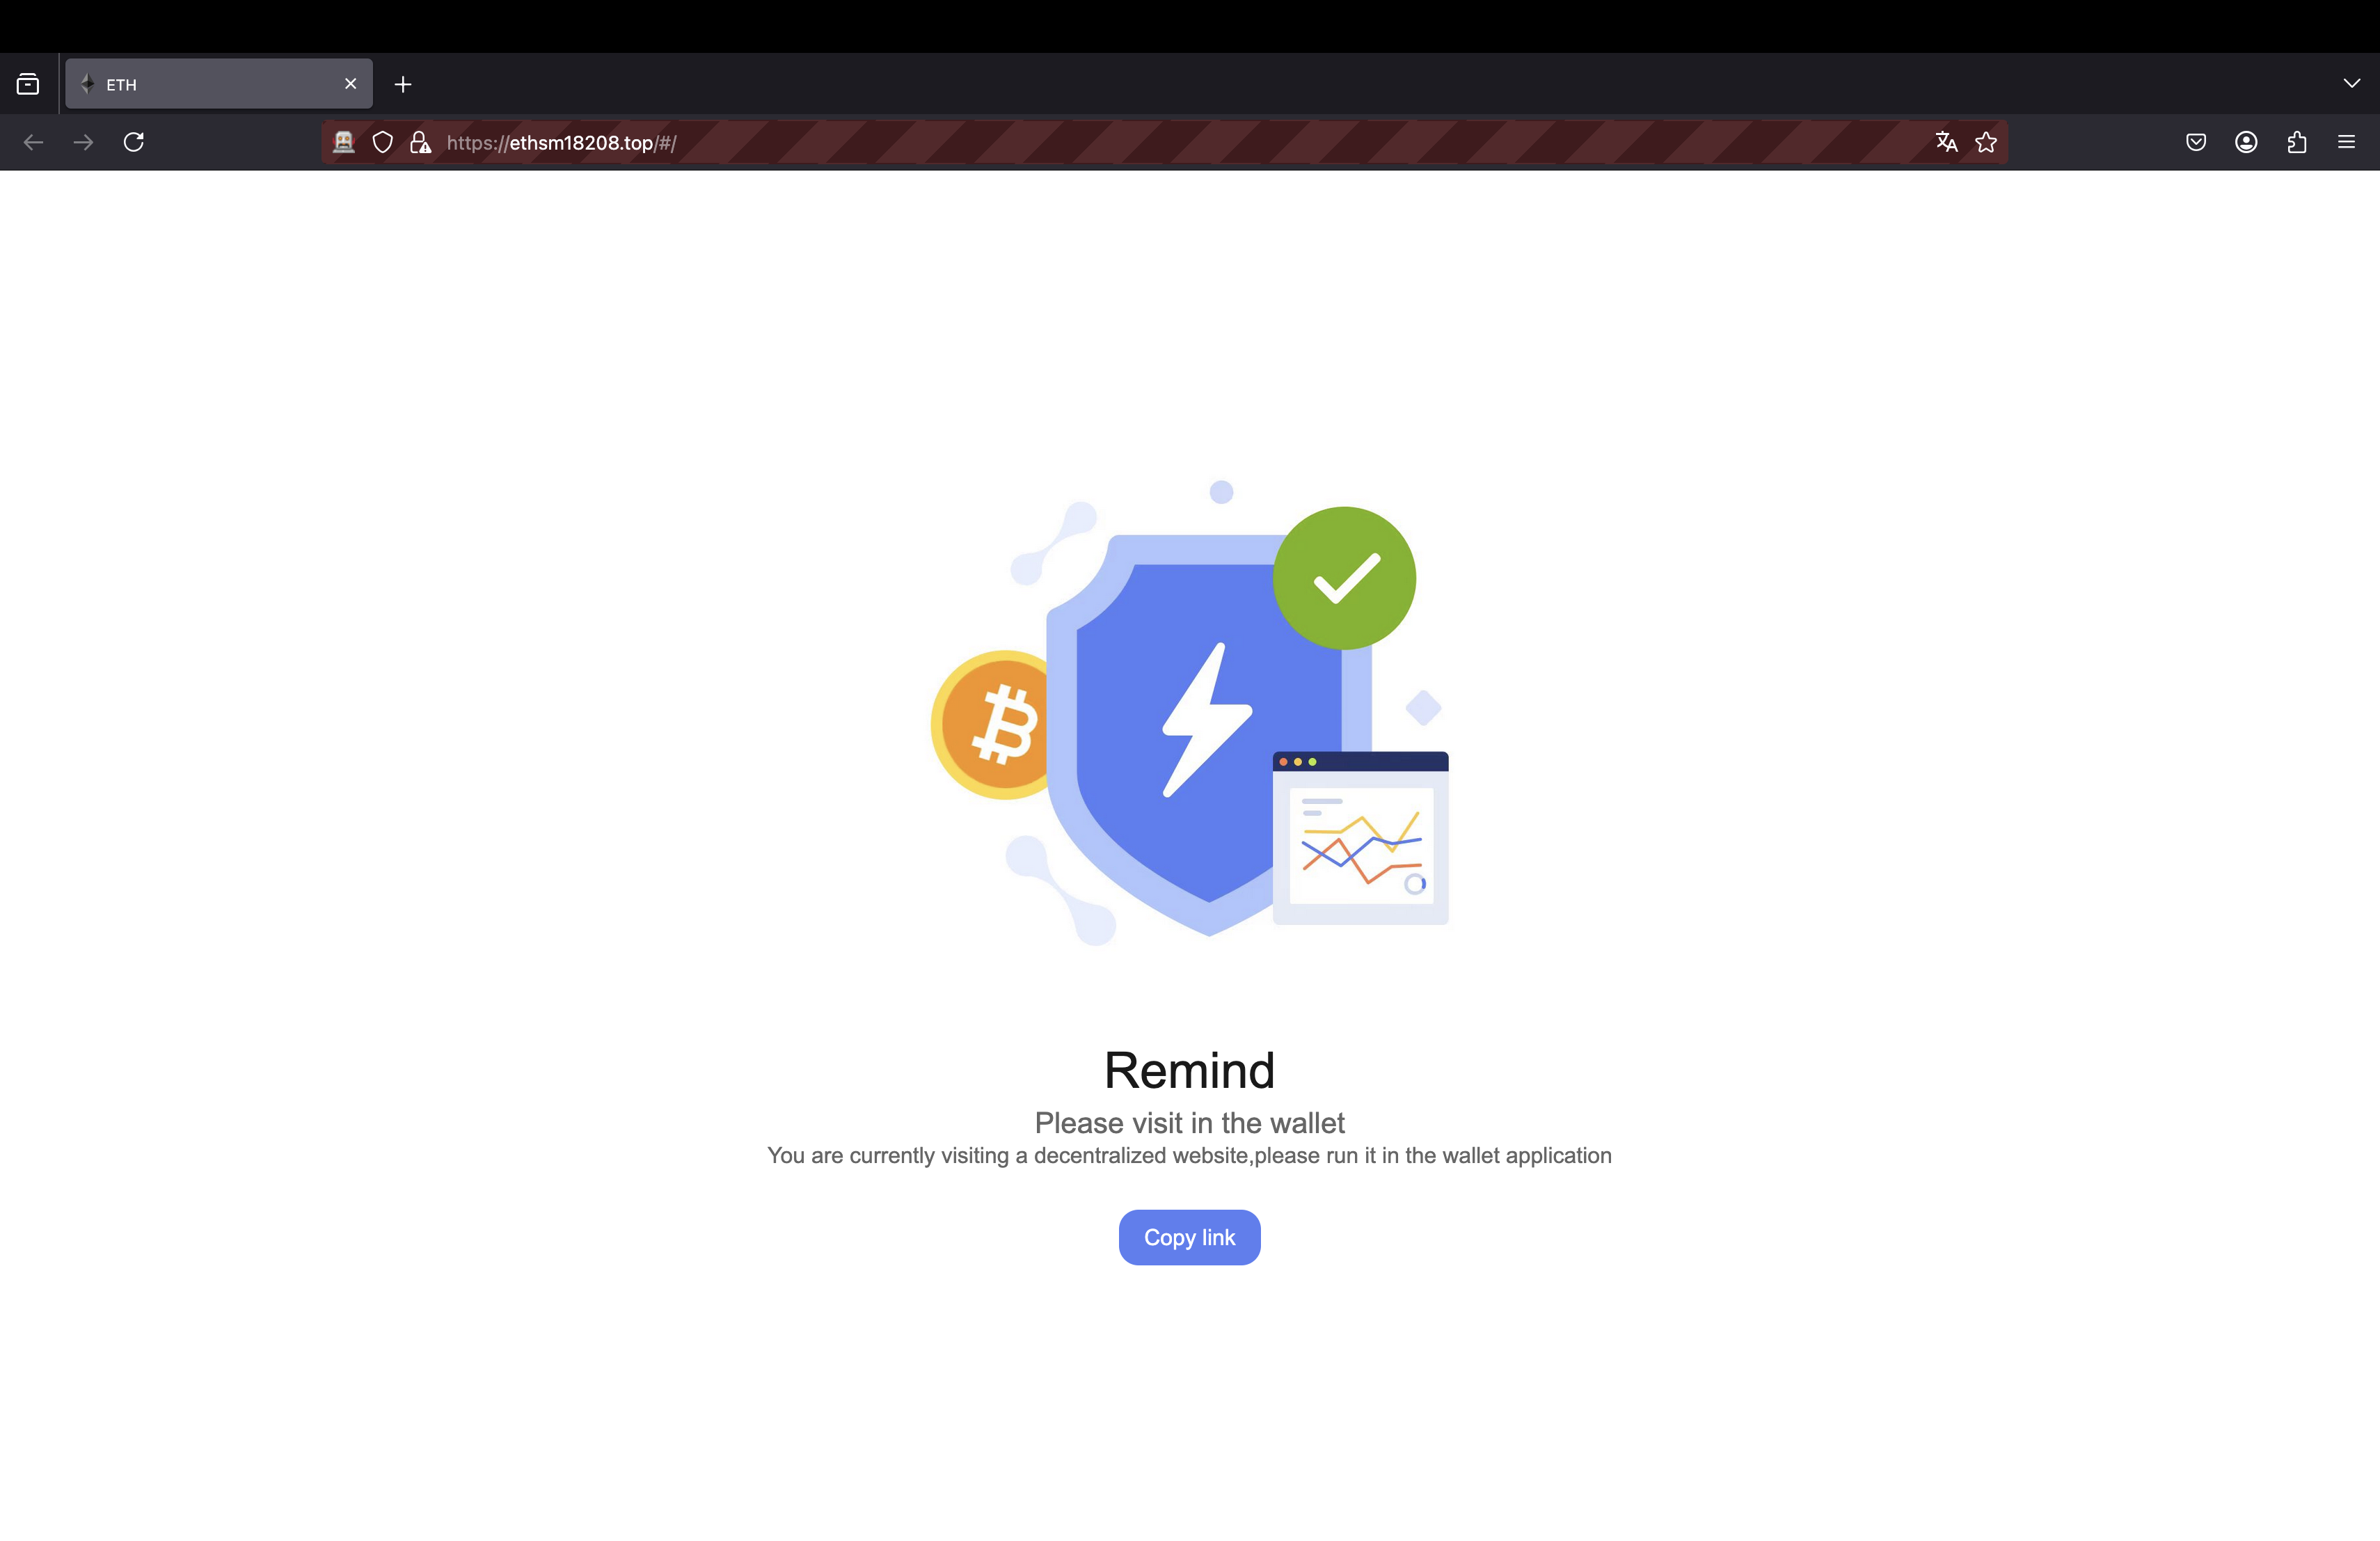 ETH
https://ethsm18208.top/#/
Remind
Please visit in the wallet
You are currently visiting a decentralized website,please run it in the wallet application
Copy link